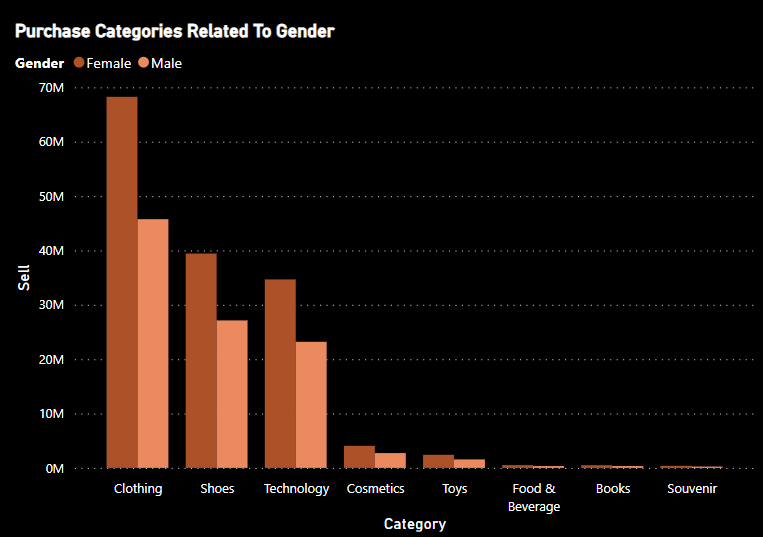 Purchase Categories Related To Gender
Gender Female Male
70M
60M
50M
40M
30M
20M
10M
0M
Sell
Clothing Shoes Technology Cosmetics Toys Food & Beverage Books Souvenir
Category